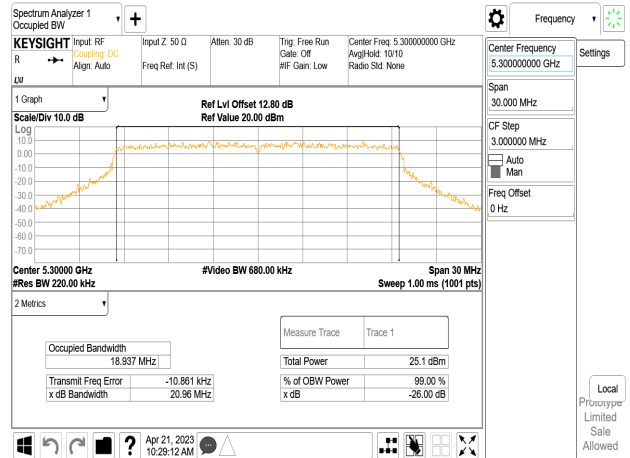 Spectrum Analyzer 1
Occupied BW
Frequency
KEYSIGHT
Input: RF
Coupling: DC
Align: Auto
Input Z: 50 Ω
Freq Ref: Int (S)
Atten: 30 dB
Trig: Free Run
Gate: Off
#IF Gain: Low
Center Freq: 5.300000000 GHz
Avg|Hold: 10/10
Radio Std: None
R
Center Frequency
5.300000000 GHz
Settings
Span
30.000 MHz
CF Step
3.000000 MHz
Auto
Man
Freq Offset
0 Hz
1 Graph
Scale/Div 10.0 dB
Ref Lvl Offset 12.80 dB
Ref Value 20.00 dBm
Log
10.0
0.00
-10.0
-20.0
-30.0
-40.0
-50.0
-60.0
-70.0
Center 5.30000 GHz
#Res BW 220.00 kHz
#Video BW 680.00 kHz
Span 30 MHz
Sweep 1.00 ms (1001 pts)
2 Metrics
Measure Trace
Trace 1
Occupied Bandwidth
18.937 MHz
Total Power
25.1 dBm
Transmit Freq Error
-10.861 kHz
% of OBW Power
99.00 %
x dB Bandwidth
20.96 MHz
x dB
-26.00 dB
Local
Prototype
Limited
Sale
Allowed
Apr 21, 2023
10:29:12 AM